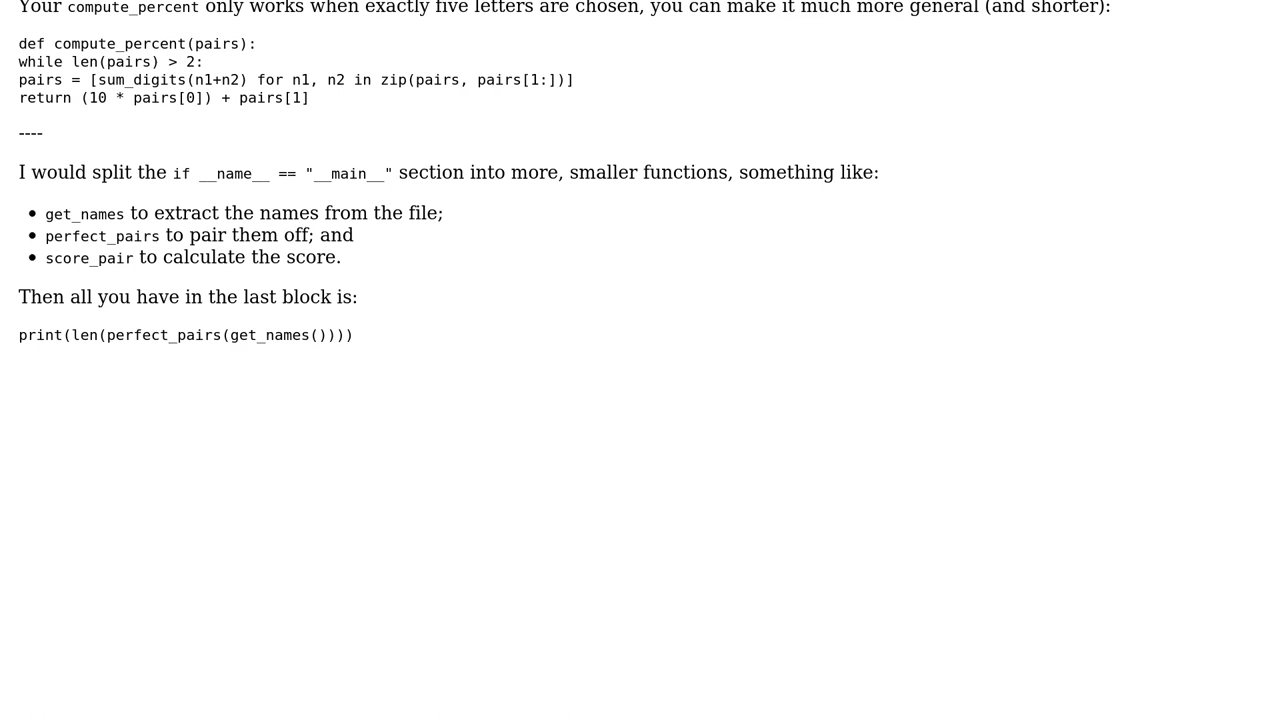 Your compute_percent only works when exactly five letters are chosen, you can make it much more general (and shorter):
def compute_percent(pairs):
while len(pairs) > 2:
pairs = [sum_digits(n1+n2) for n1, n2 in zip(pairs, pairs[1:])]
return (10 * pairs[0]) + pairs[1]
----
I would split the if __name__ == "__main__" section into more, smaller functions, something like:
• get_names to extract the names from the file;
• perfect_pairs to pair them off; and
• score_pair to calculate the score.
Then all you have in the last block is:
print(len(perfect_pairs(get_names())))